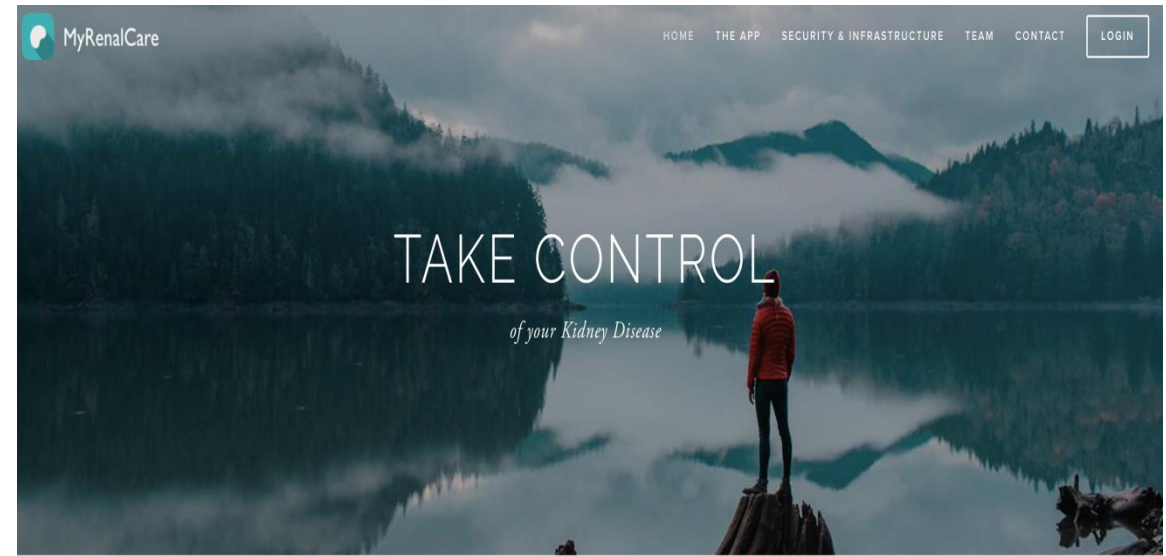 MyRenalCare
HOME THE APP SECURITY & INFRASTRUCTURE TEAM CONTACT LOGIN
TAKE CONTROL
of your Kidney Disease